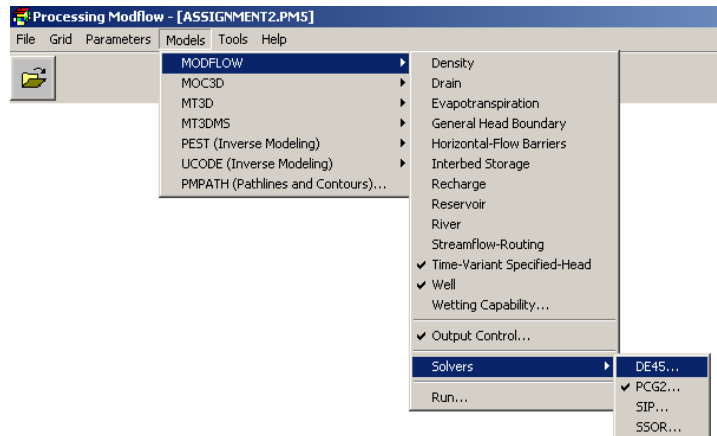 Processing Modflow - [ASSIGNMENT2.PM5]
File Grid Parameters Models Tools Help
MODFLOW
MOC3D
MT3D
MT3DMS
PEST (Inverse Modeling)
UCODE (Inverse Modeling)
PMPATH (Pathlines and Contours)...
Density
Drain
Evapotranspiration
General Head Boundary
Horizontal-Flow Barriers
Interbed Storage
Recharge
Reservoir
River
Streamflow-Routing
Time-Variant Specified-Head
Well
Wetting Capability...
Output Control...
Solvers
Run...
DE45...
PCG2...
SIP...
SSOR...